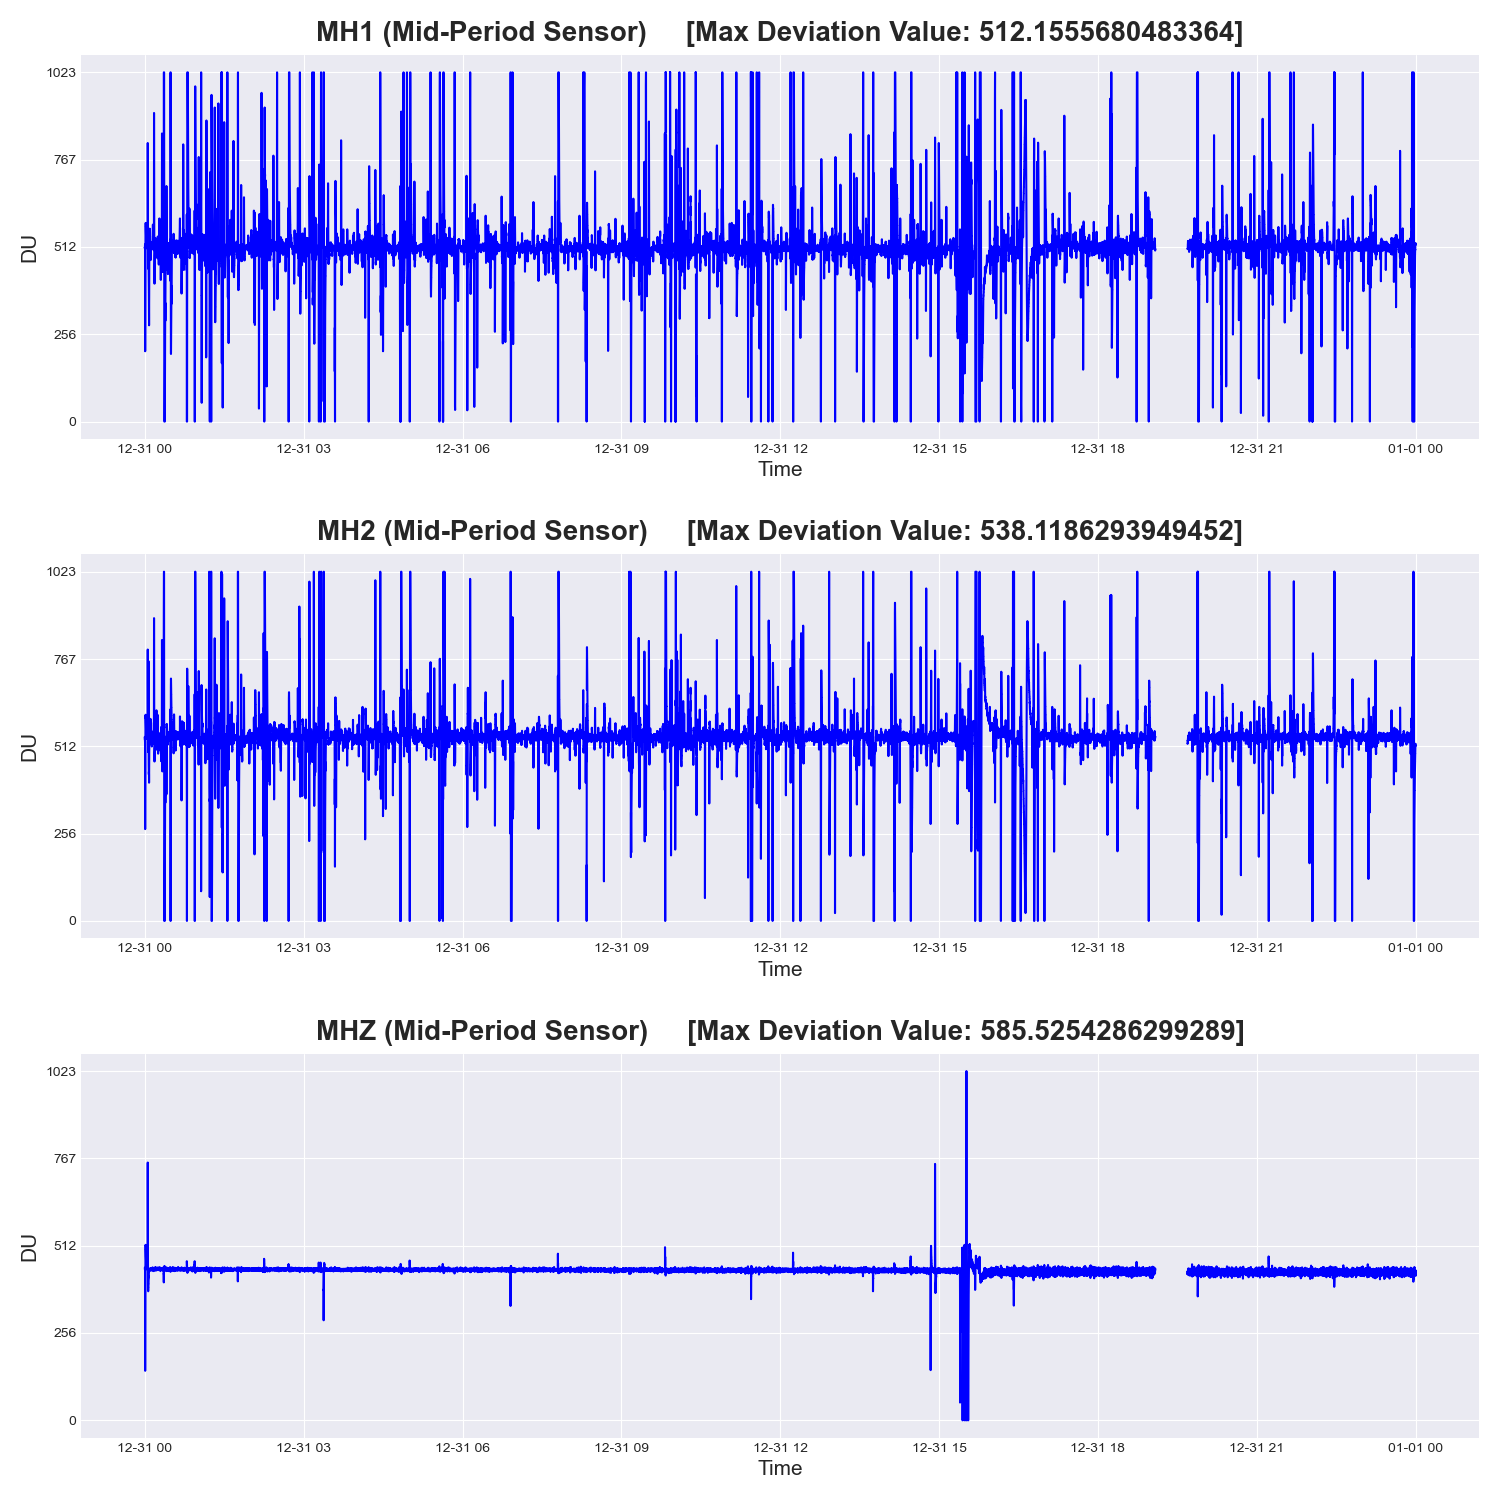 MH1 (Mid-Period Sensor) [Max Deviation Value: 512.1555680483364]
1023
767
512
256
0
DU
12-31 00 12-31 03 12-31 06 12-31 09 12-31 12 12-31 15 12-31 18 12-31 21 01-01 00
Time
MH2 (Mid-Period Sensor) [Max Deviation Value: 538.1186293949452]
1023
767
512
256
0
DU
12-31 00 12-31 03 12-31 06 12-31 09 12-31 12 12-31 15 12-31 18 12-31 21 01-01 00
Time
MHZ (Mid-Period Sensor) [Max Deviation Value: 585.5254286299289]
1023
767
512
256
0
DU
12-31 00 12-31 03 12-31 06 12-31 09 12-31 12 12-31 15 12-31 18 12-31 21 01-01 00
Time